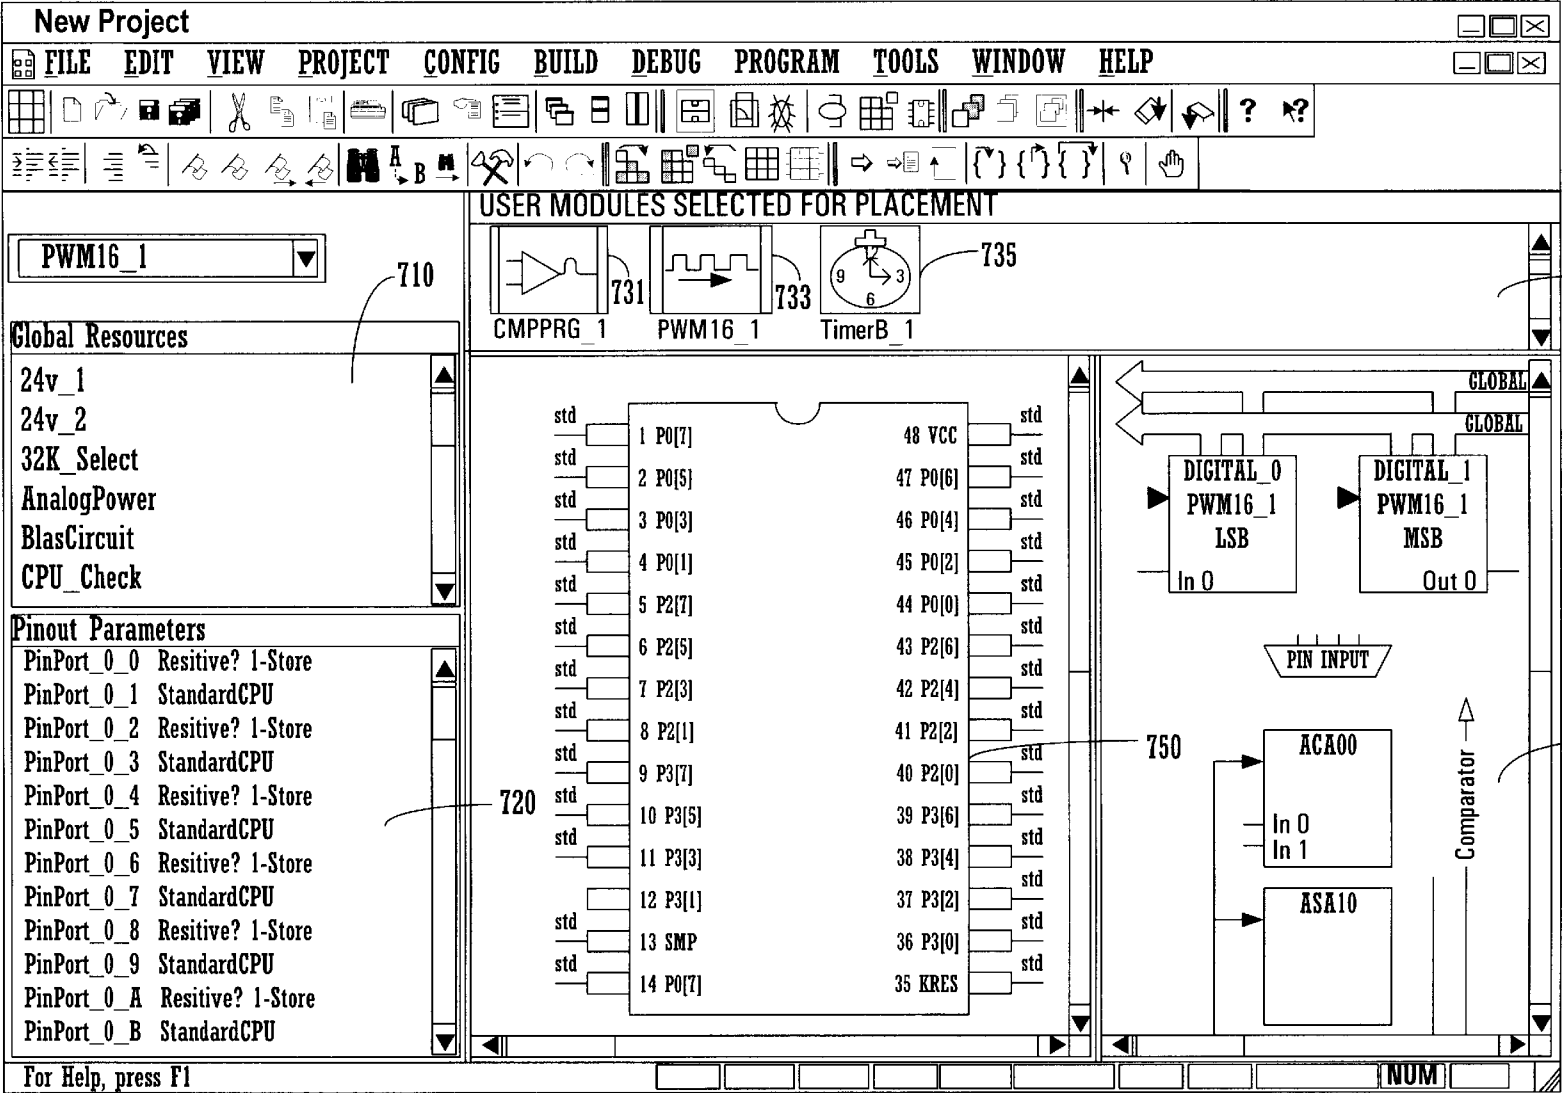 New Project
FILE EDIT VIEW PROJECT CONFIG BUILD DEBUG PROGRAM TOOLS WINDOW HELP
? ?
A B { } { } { }
USER MODULES SELECTED FOR PLACEMENT
PWM16_1
710
12 9 3 6
731
733
735
CMPPRG_1 PWM16_1 TimerB_1
Global Resources
24v_1
24v_2
32K_Select
AnalogPower
BlasCircuit
CPU_Check
Pinout Parameters
PinPort_0_0 Resitive? 1-Store
PinPort_0_1 StandardCPU
PinPort_0_2 Resitive? 1-Store
PinPort_0_3 StandardCPU
PinPort_0_4 Resitive? 1-Store
PinPort_0_5 StandardCPU
PinPort_0_6 Resitive? 1-Store
PinPort_0_7 StandardCPU
PinPort_0_8 Resitive? 1-Store
PinPort_0_9 StandardCPU
PinPort_0_A Resitive? 1-Store
PinPort_0_B StandardCPU
720
std std
1 P0[7] 48 VCC
std std
2 P0[5] 47 P0[6]
std std
3 P0[3] 46 P0[4]
std std
4 P0[1] 45 P0[2]
std std
5 P2[7] 44 P0[0]
std std
6 P2[5] 43 P2[6]
std std
7 P2[3] 42 P2[4]
std std
8 P2[1] 41 P2[2]
std std
9 P3[7] 40 P2[0]
std std
10 P3[5] 39 P3[6]
std std
11 P3[3] 38 P3[4]
std
12 P3[1] 37 P3[2]
std std
13 SMP 36 P3[0]
std std
14 P0[7] 35 KRES
750
GLOBAL
GLOBAL
DIGITAL_0
PWM16_1
LSB
In 0
DIGITAL_1
PWM16_1
MSB
Out 0
PIN INPUT
ACA00
In 0
In 1
Comparator
ASA10
For Help, press F1
NUM